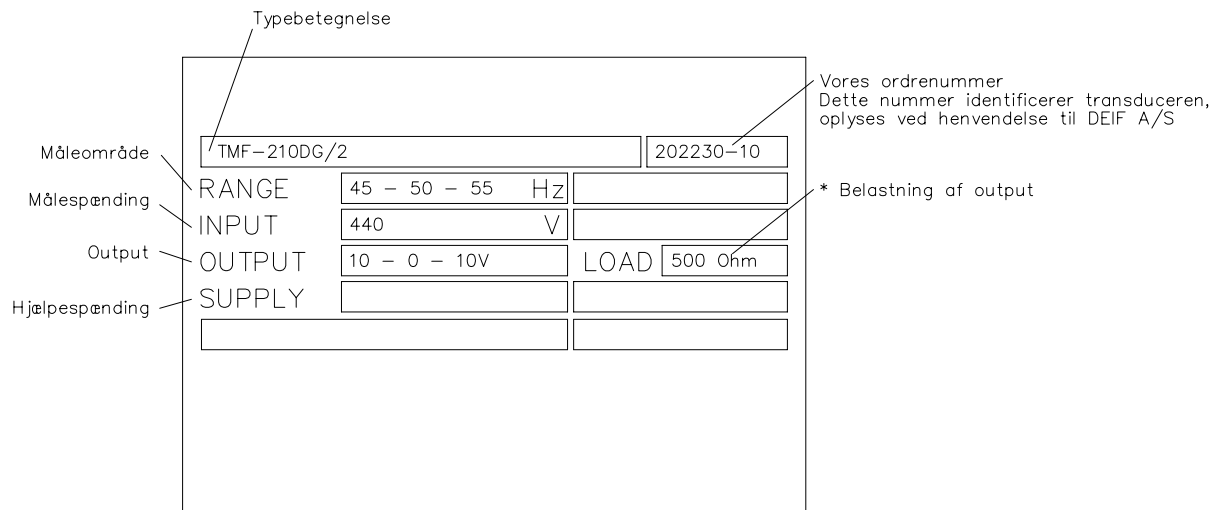 Typebetegnelse
Vores ordrenummer
Dette nummer identificerer transduceren,
oplyses ved henvendelse til DEIF A/S
TMF-210DG/2 202230-10
Måleområde
RANGE 45 - 50 - 55 Hz
* Belastning af output
Målespænding
INPUT 440 V
Output
OUTPUT 10 - 0 - 10V LOAD 500 Ohm
Hjælpespænding
SUPPLY